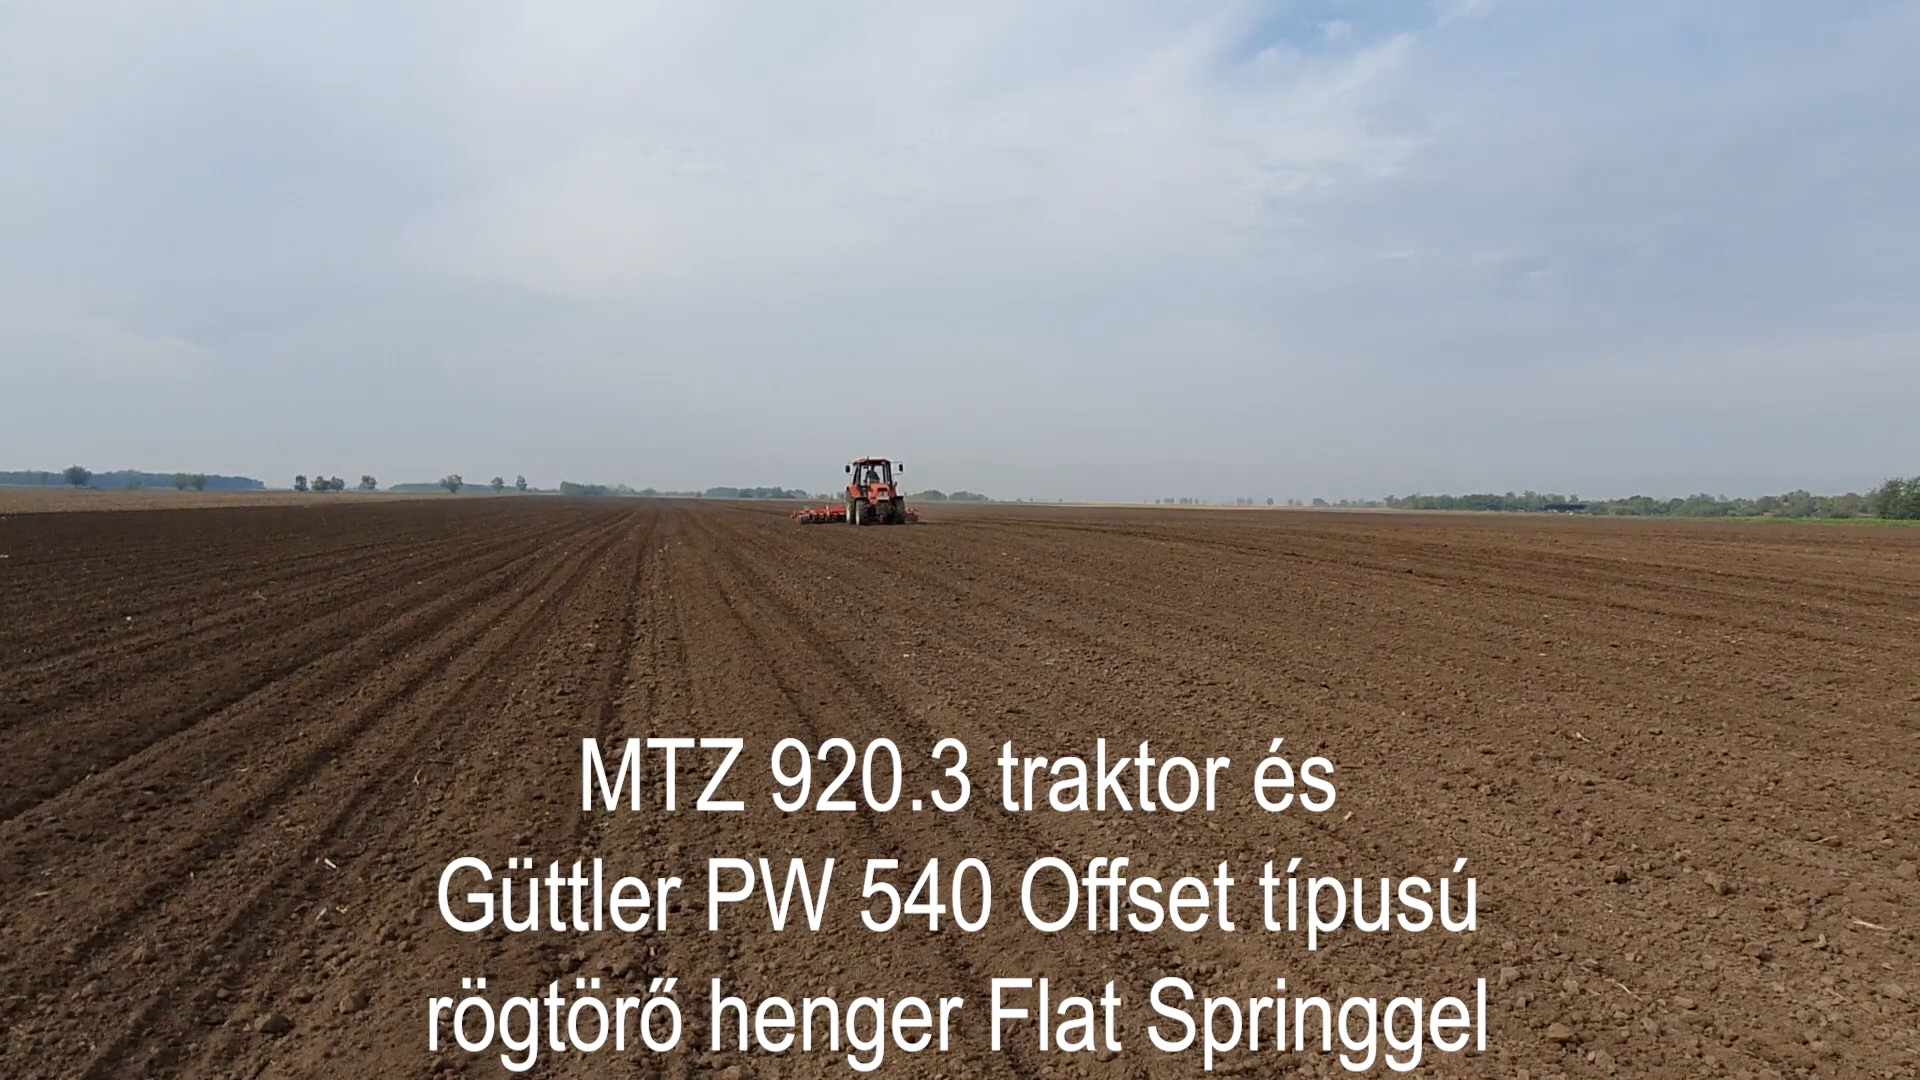 MTZ 920.3 traktor és
Güttler PW 540 Offset típusú
rögtörő henger Flat Springgel